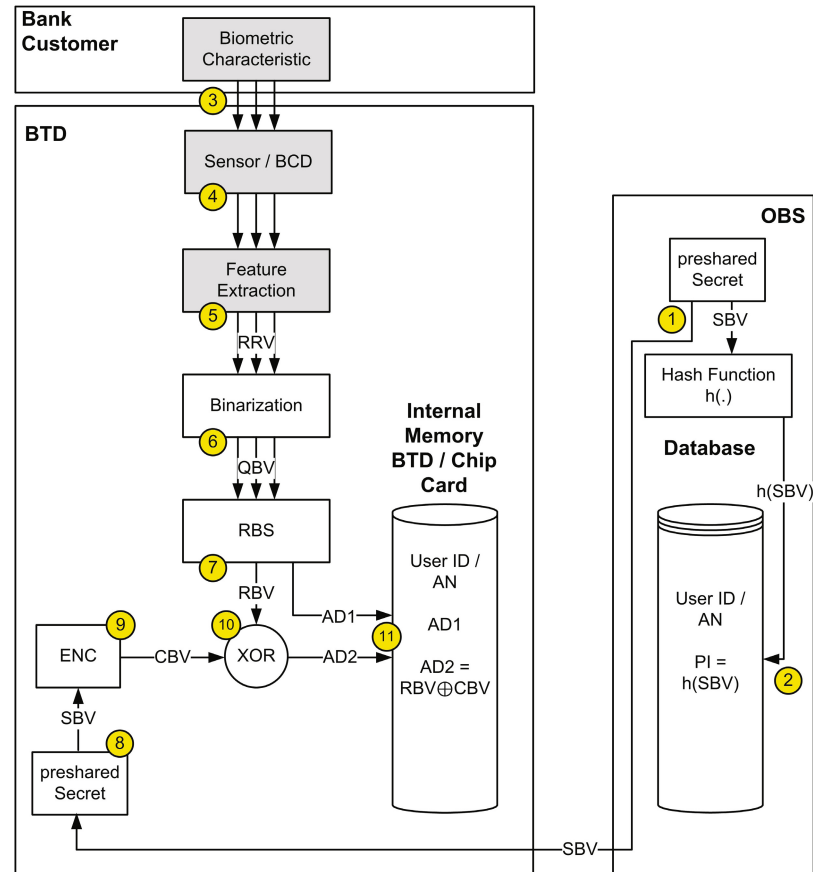 Bank
Customer
Biometric
Characteristic
3
BTD
Sensor / BCD
4
Feature
Extraction
5
RRV
Binarization
6
QBV
RBS
7
RBV
AD1
9
ENC
CBV
10
XOR
AD2
SBV
8
preshared
Secret
Internal
Memory
BTD / Chip
Card
User ID /
AN
AD1
AD2 =
RBV⊕CBV
11
SBV
OBS
preshared
Secret
1
SBV
Hash Function
h(.)
Database
h(SBV)
User ID /
AN
PI =
h(SBV)
2